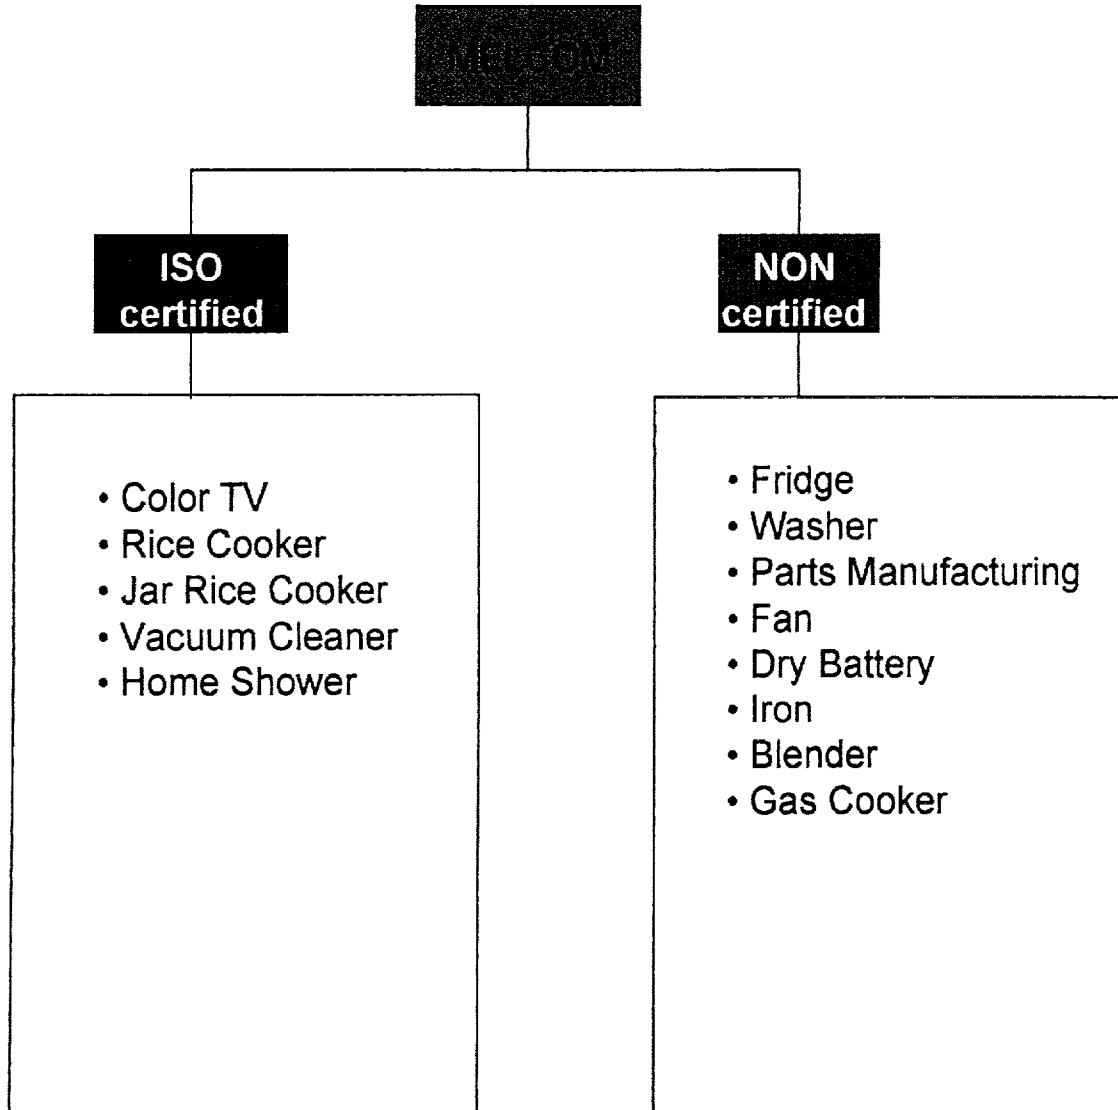 MELCOM
ISO
certified
NON
certified
• Color TV
• Rice Cooker
• Jar Rice Cooker
• Vacuum Cleaner
• Home Shower
• Fridge
• Washer
• Parts Manufacturing
• Fan
• Dry Battery
• Iron
• Blender
• Gas Cooker